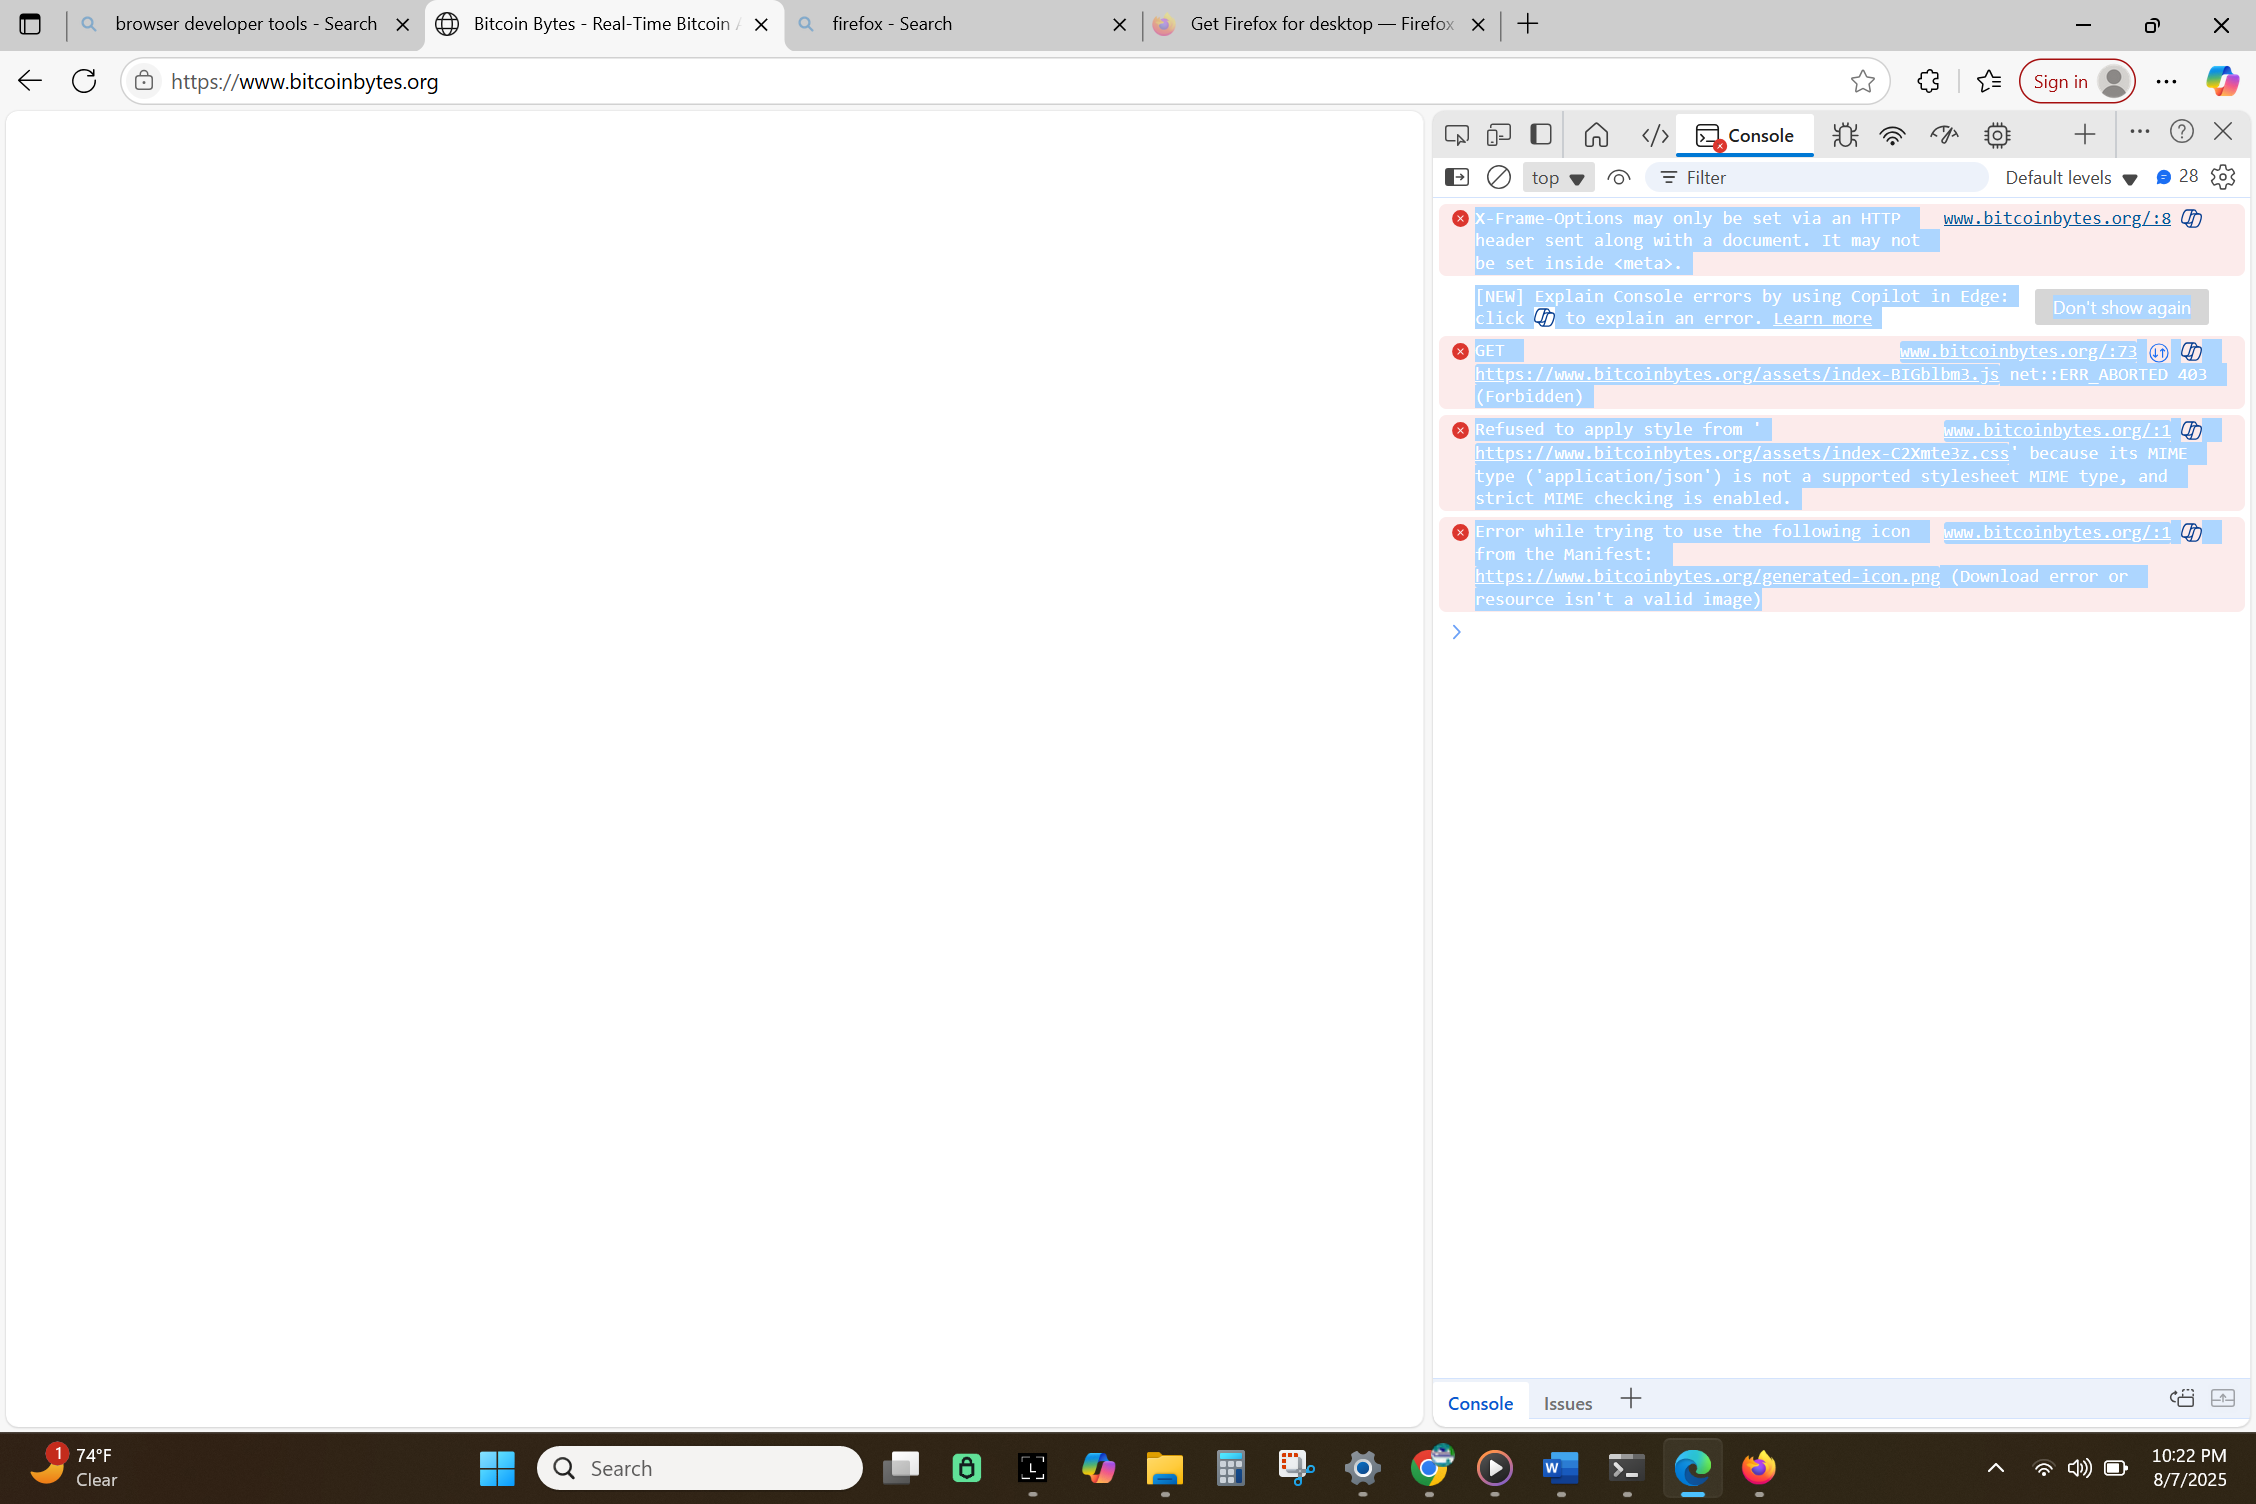 browser developer tools - Search
Bitcoin Bytes - Real-Time Bitcoin
firefox - Search
Get Firefox for desktop — Firefox
https://www.bitcoinbytes.org
Sign in
Console
top
Filter
Default levels
28
X-Frame-Options may only be set via an HTTP
www.bitcoinbytes.org/:8
header sent along with a document. It may not
be set inside <meta>.
[NEW] Explain Console errors by using Copilot in Edge:
click to explain an error. Learn more
Don't show again
GET
www.bitcoinbytes.org/:73
https://www.bitcoinbytes.org/assets/index-BIGblbm3.js net::ERR_ABORTED 403
(Forbidden)
Refused to apply style from '
www.bitcoinbytes.org/:1
https://www.bitcoinbytes.org/assets/index-C2Xmte3z.css' because its MIME
type ('application/json') is not a supported stylesheet MIME type, and
strict MIME checking is enabled.
Error while trying to use the following icon
www.bitcoinbytes.org/:1
from the Manifest:
https://www.bitcoinbytes.org/generated-icon.png (Download error or
resource isn't a valid image)
Console
Issues
1
74°F
Clear
Search
10:22 PM
8/7/2025